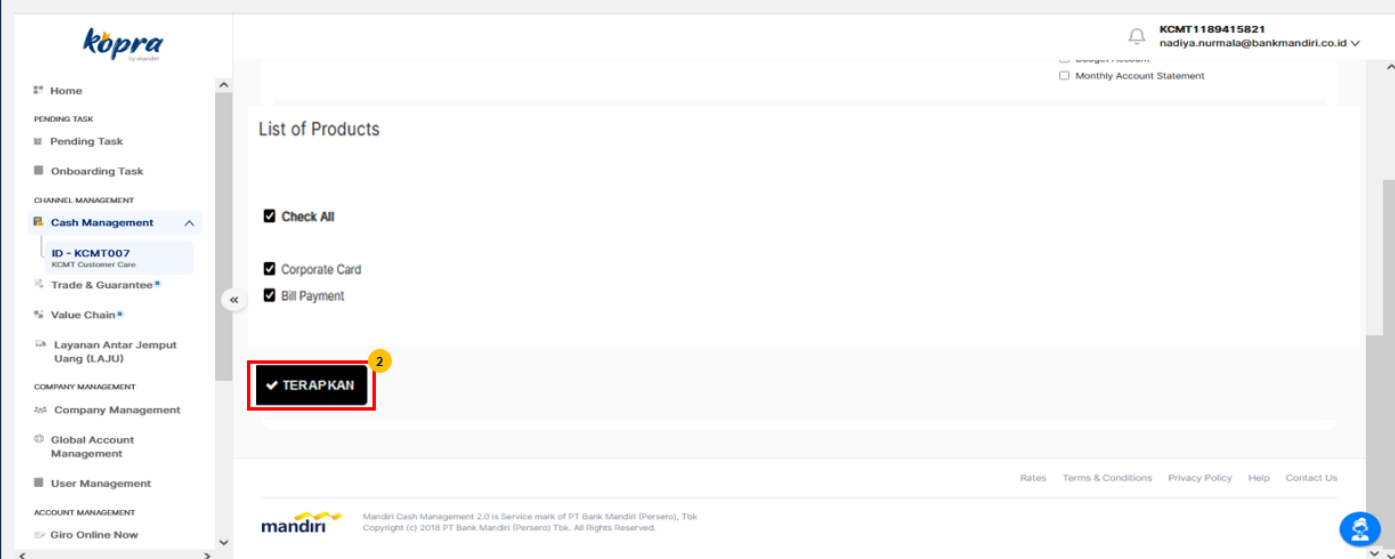 kopra
by mandiri
KCMT1189415821
nadiya.nurmala@bankmandiri.co.id
Home
PENDING TASK
Pending Task
Onboarding Task
CHANNEL MANAGEMENT
Cash Management
ID - KCMT007
KCMT Customer Care
Trade & Guarantee
Value Chain
Layanan Antar Jemput
Uang (LAJU)
COMPANY MANAGEMENT
Company Management
Global Account
Management
User Management
ACCOUNT MANAGEMENT
Giro Online Now
«
Budget Account
Monthly Account Statement
List of Products
Check All
Corporate Card
Bill Payment
2
TERAPKAN
Rates Terms & Conditions Privacy Policy Help Contact Us
mandiri
Mandiri Cash Management 2.0 is Service mark of PT Bank Mandiri (Persero), Tbk
Copyright (c) 2018 PT Bank Mandiri (Persero) Tbk. All Rights Reserved.